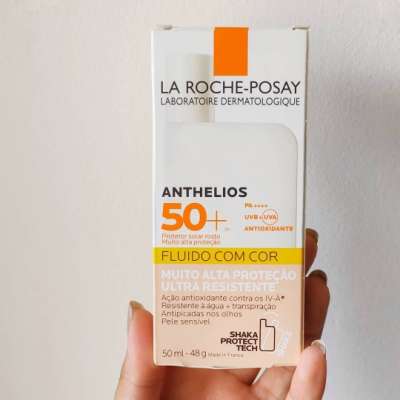 LA ROCHE-POSAY
LABORATOIRE DERMATOLOGIQUE
ANTHELIOS
50+
PA++++
UVB+UVA
ANTIOXIDANTE
Protetor solar rosto
Muito alta proteção
FLUIDO COM COR
MUITO ALTA PROTEÇÃO
ULTRA RESISTENTE
Ação antioxidante contra os IV-A*
Resistente à água + transpiração
Antipicadas nos olhos
Pele sensível
SHAKA
PROTECT
TECH
50 ml - 48 g
Made in France